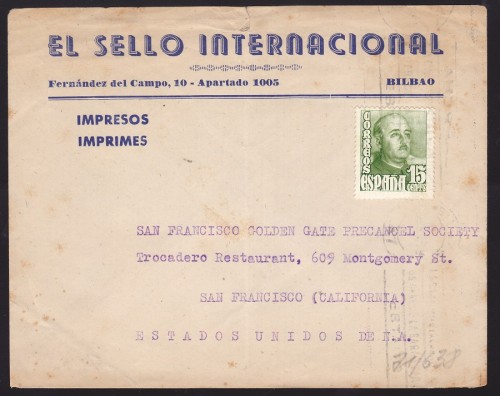 EL SELLO INTERNACIONAL
Fernández del Campo, 10 - Apartado 1005 BILBAO
IMPRESOS
IMPRIMES
CORREOS
ESPAÑA 15
CENTS
SAN FRANCISCO GOLDEN GATE PRECANCEL SOCIETY
Trocadero Restaurant, 609 Montgomery St.
SAN FRANCISCO (CALIFORNIA)
ESTADOS UNIDOS DE N.A.